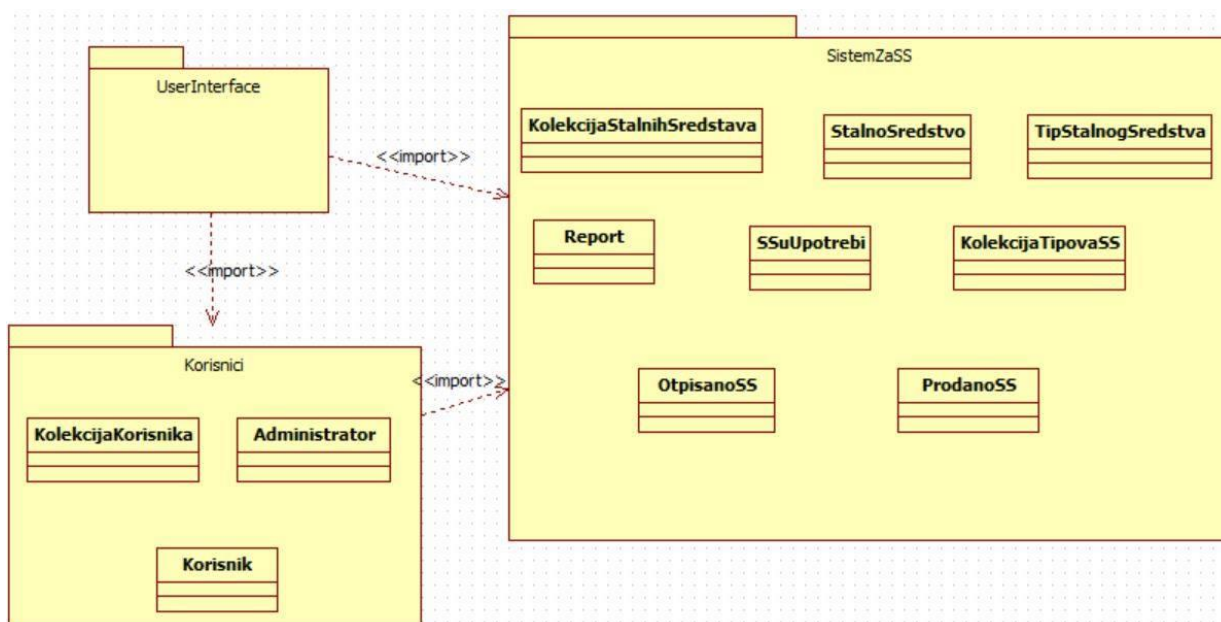 UserInterface
SistemZaSS
KolekcijaStalnihSredstava
StalnoSredstvo
TipStalnogSredstva
<<import>>
Report
SSuUpotrebi
KolekcijaTipovaSS
<<import>>
Korisnici
<<import>>
OtpisanoSS
ProdanoSS
KolekcijaKorisnika
Administrator
Korisnik